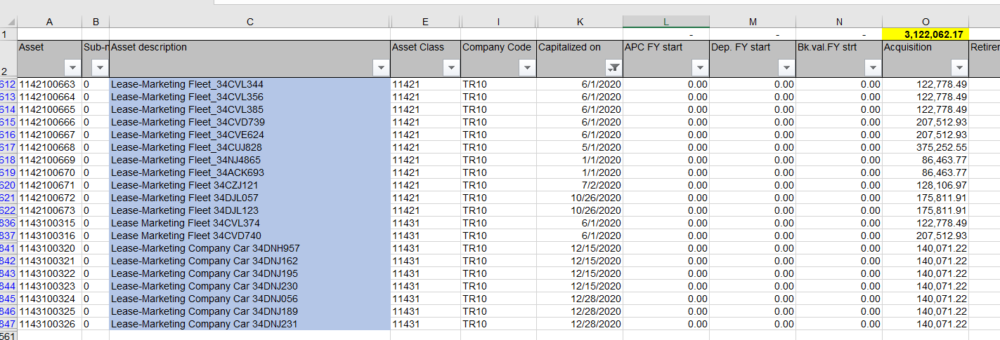 A B C E I K L M N O
1 - - - 3,122,062.17
Asset Sub-n Asset description Asset Class Company Code Capitalized on APC FY start Dep. FY start Bk.val.FY strt Acquisition Retirer
2
612 1142100663 0 Lease-Marketing Fleet_34CVL344 11421 TR10 6/1/2020 0.00 0.00 0.00 122,778.49
613 1142100664 0 Lease-Marketing Fleet_34CVL356 11421 TR10 6/1/2020 0.00 0.00 0.00 122,778.49
614 1142100665 0 Lease-Marketing Fleet_34CVL385 11421 TR10 6/1/2020 0.00 0.00 0.00 122,778.49
615 1142100666 0 Lease-Marketing Fleet_34CVD739 11421 TR10 6/1/2020 0.00 0.00 0.00 207,512.93
616 1142100667 0 Lease-Marketing Fleet_34CVE624 11421 TR10 6/1/2020 0.00 0.00 0.00 207,512.93
617 1142100668 0 Lease-Marketing Fleet_34CUJ828 11421 TR10 5/1/2020 0.00 0.00 0.00 375,252.55
618 1142100669 0 Lease-Marketing Fleet_34NJ4865 11421 TR10 1/1/2020 0.00 0.00 0.00 86,463.77
619 1142100670 0 Lease-Marketing Fleet_34ACK693 11421 TR10 1/1/2020 0.00 0.00 0.00 86,463.77
620 1142100671 0 Lease-Marketing Fleet 34CZJ121 11421 TR10 7/2/2020 0.00 0.00 0.00 128,106.97
621 1142100672 0 Lease-Marketing Fleet 34DJL057 11421 TR10 10/26/2020 0.00 0.00 0.00 175,811.91
622 1142100673 0 Lease-Marketing Fleet 34DJL123 11421 TR10 10/26/2020 0.00 0.00 0.00 175,811.91
836 1143100315 0 Lease Marketing Fleet 34CVL374 11431 TR10 6/1/2020 0.00 0.00 0.00 122,778.49
837 1143100316 0 Lease Marketing Fleet 34CVD740 11431 TR10 6/1/2020 0.00 0.00 0.00 207,512.93
841 1143100320 0 Lease-Marketing Company Car 34DNH957 11431 TR10 12/15/2020 0.00 0.00 0.00 140,071.22
842 1143100321 0 Lease-Marketing Company Car 34DNJ162 11431 TR10 12/15/2020 0.00 0.00 0.00 140,071.22
843 1143100322 0 Lease-Marketing Company Car 34DNJ195 11431 TR10 12/15/2020 0.00 0.00 0.00 140,071.22
844 1143100323 0 Lease-Marketing Company Car 34DNJ230 11431 TR10 12/15/2020 0.00 0.00 0.00 140,071.22
845 1143100324 0 Lease-Marketing Company Car 34DNJ056 11431 TR10 12/28/2020 0.00 0.00 0.00 140,071.22
846 1143100325 0 Lease-Marketing Company Car 34DNJ189 11431 TR10 12/28/2020 0.00 0.00 0.00 140,071.22
847 1143100326 0 Lease-Marketing Company Car 34DNJ231 11431 TR10 12/28/2020 0.00 0.00 0.00 140,071.22
561